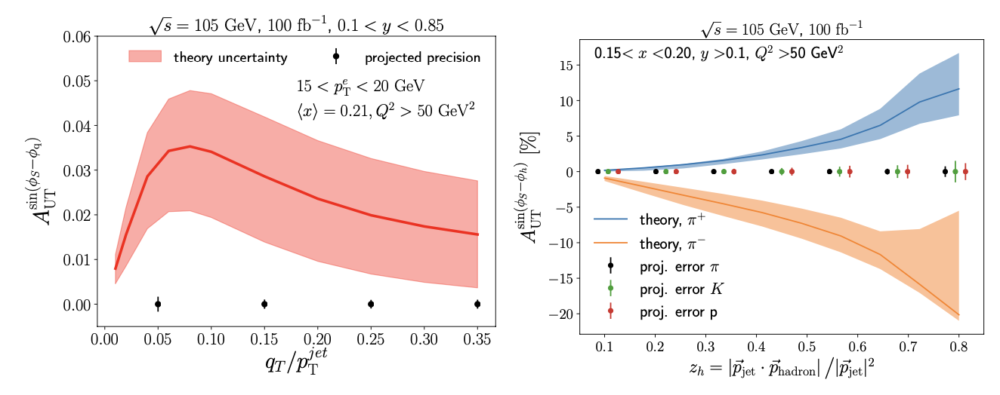 √s = 105 GeV, 100 fb⁻¹, 0.1 < y < 0.85
theory uncertainty
projected precision
15 < p_T^e < 20 GeV
⟨x⟩ = 0.21, Q² > 50 GeV²
A_UT^sin(ϕ_S−ϕ_q)
0.06
0.05
0.04
0.03
0.02
0.01
0.00
0.00 0.05 0.10 0.15 0.20 0.25 0.30 0.35
q_T/p_T^jet
√s = 105 GeV, 100 fb⁻¹
0.15< x <0.20, y >0.1, Q² >50 GeV²
A_UT^sin(ϕ_S−ϕ_h) [%]
15
10
5
0
−5
−10
−15
−20
theory, π⁺
theory, π⁻
proj. error π
proj. error K
proj. error p
0.1 0.2 0.3 0.4 0.5 0.6 0.7 0.8
z_h = |p⃗_jet · p⃗_hadron| / |p⃗_jet|²